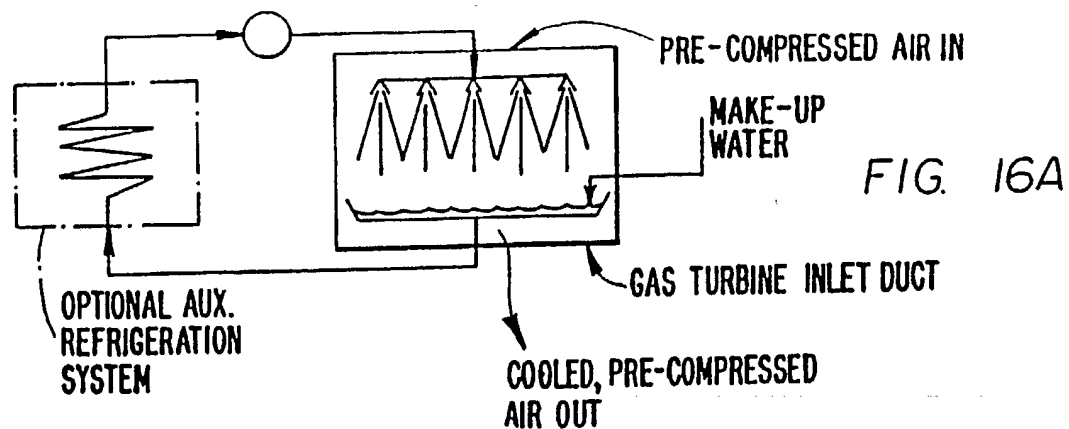 PRE-COMPRESSED AIR IN
MAKE-UP
WATER
FIG. 16A
GAS TURBINE INLET DUCT
OPTIONAL AUX.
REFRIGERATION
SYSTEM
COOLED, PRE-COMPRESSED
AIR OUT